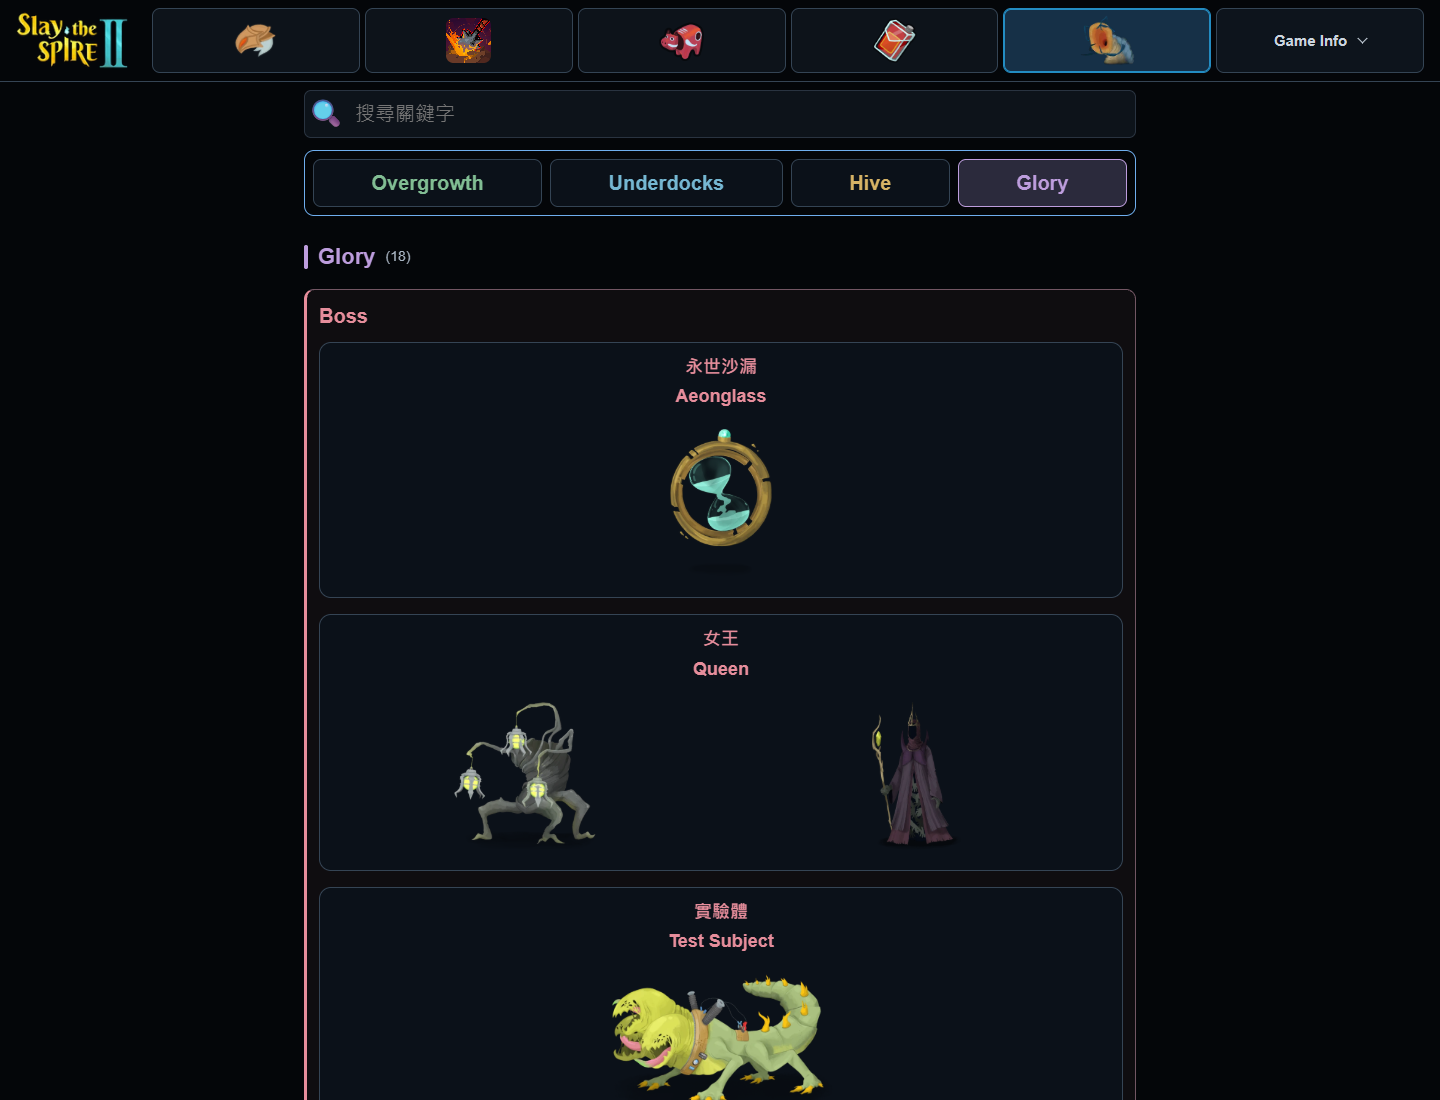 Slay the
SPIRE II
Game Info
搜尋關鍵字
Overgrowth
Underdocks
Hive
Glory
Glory (18)
Boss
永世沙漏
Aeonglass
女王
Queen
實驗體
Test Subject